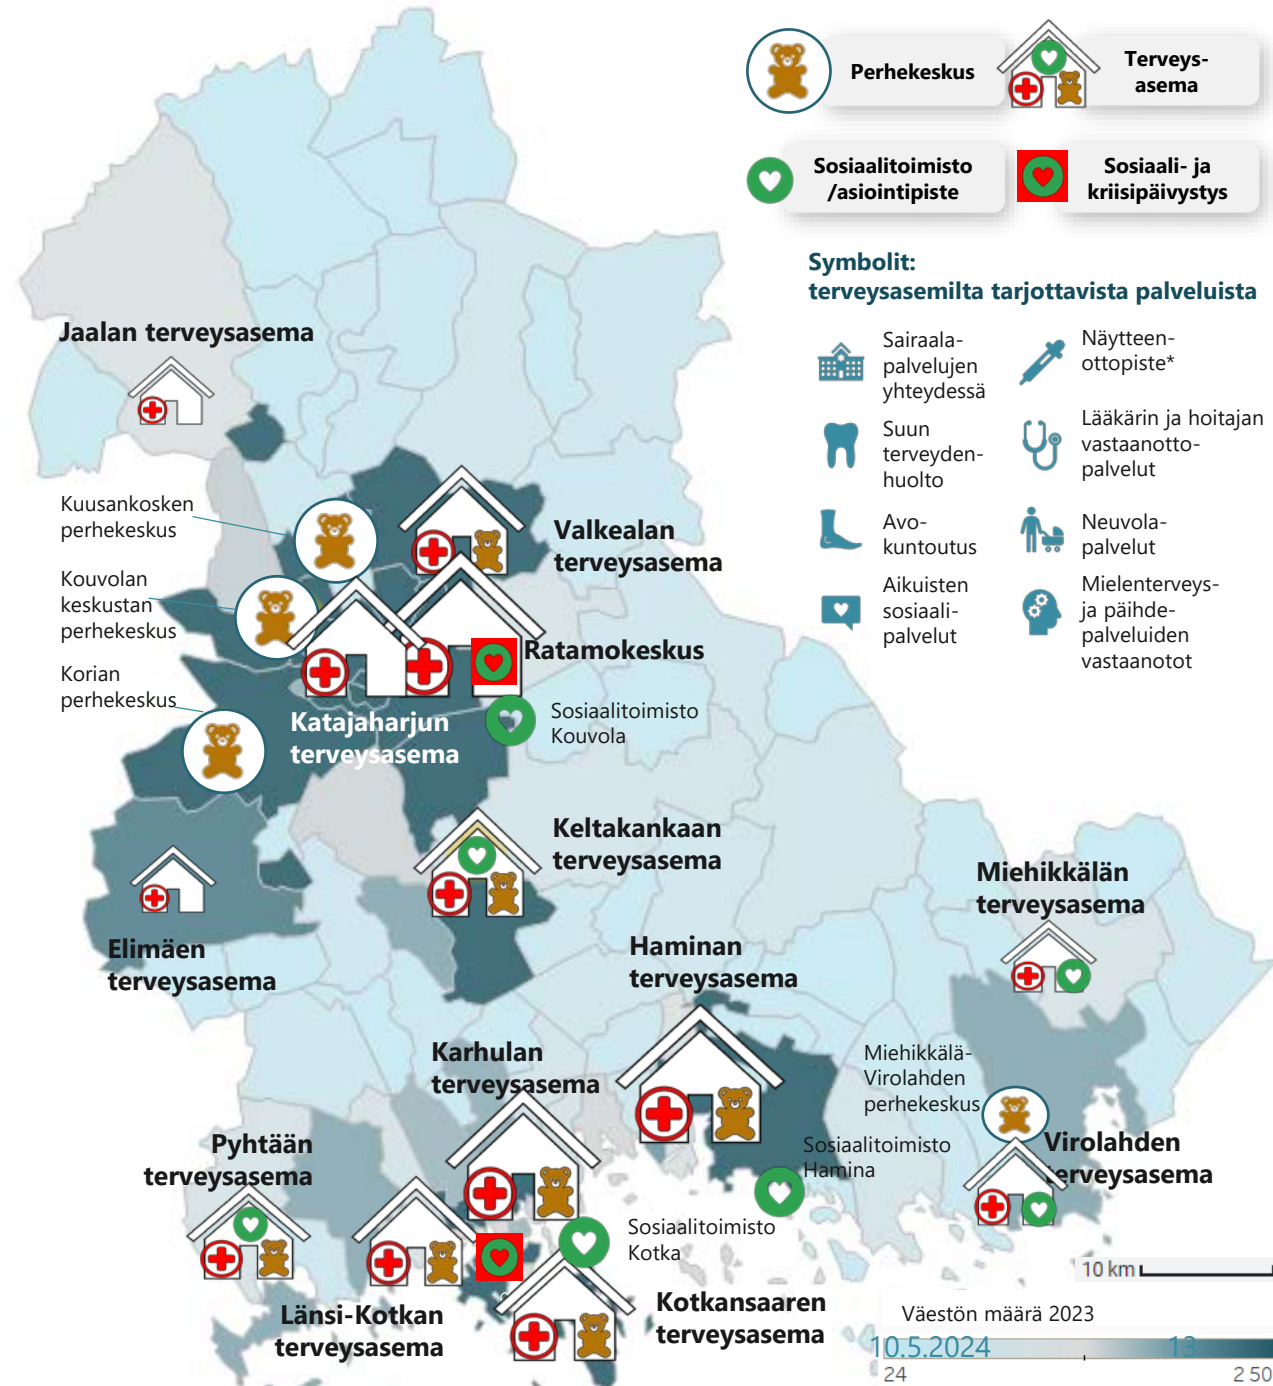 Perhekeskus
Terveys-
asema
Sosiaalitoimisto
/asiointipiste
Sosiaali- ja
kriisipäivystys
Symbolit:
terveysasemilta tarjottavista palveluista
Sairaala-
palvelujen
yhteydessä
Näytteen-
ottopiste*
Suun
terveyden-
huolto
Lääkärin ja hoitajan
vastaanotto-
palvelut
Avo-
kuntoutus
Neuvola-
palvelut
Aikuisten
sosiaali-
palvelut
Mielenterveys-
ja päihde-
palveluiden
vastaanotot
Jaalan terveysasema
Kuusankosken
perhekeskus
Valkealan
terveysasema
Kouvolan
keskustan
perhekeskus
Ratamokeskus
Korian
perhekeskus
Katajaharjun
terveysasema
Sosiaalitoimisto
Kouvola
Keltakankaan
terveysasema
Miehikkälän
terveysasema
Elimäen
terveysasema
Haminan
terveysasema
Karhulan
terveysasema
Miehikkälä-
Virolahden
perhekeskus
Pyhtään
terveysasema
Sosiaalitoimisto
Hamina
Virolahden
terveysasema
Sosiaalitoimisto
Kotka
Länsi-Kotkan
terveysasema
Kotkansaaren
terveysasema
10 km
Väestön määrä 2023
10.5.2024
13
24
2 50